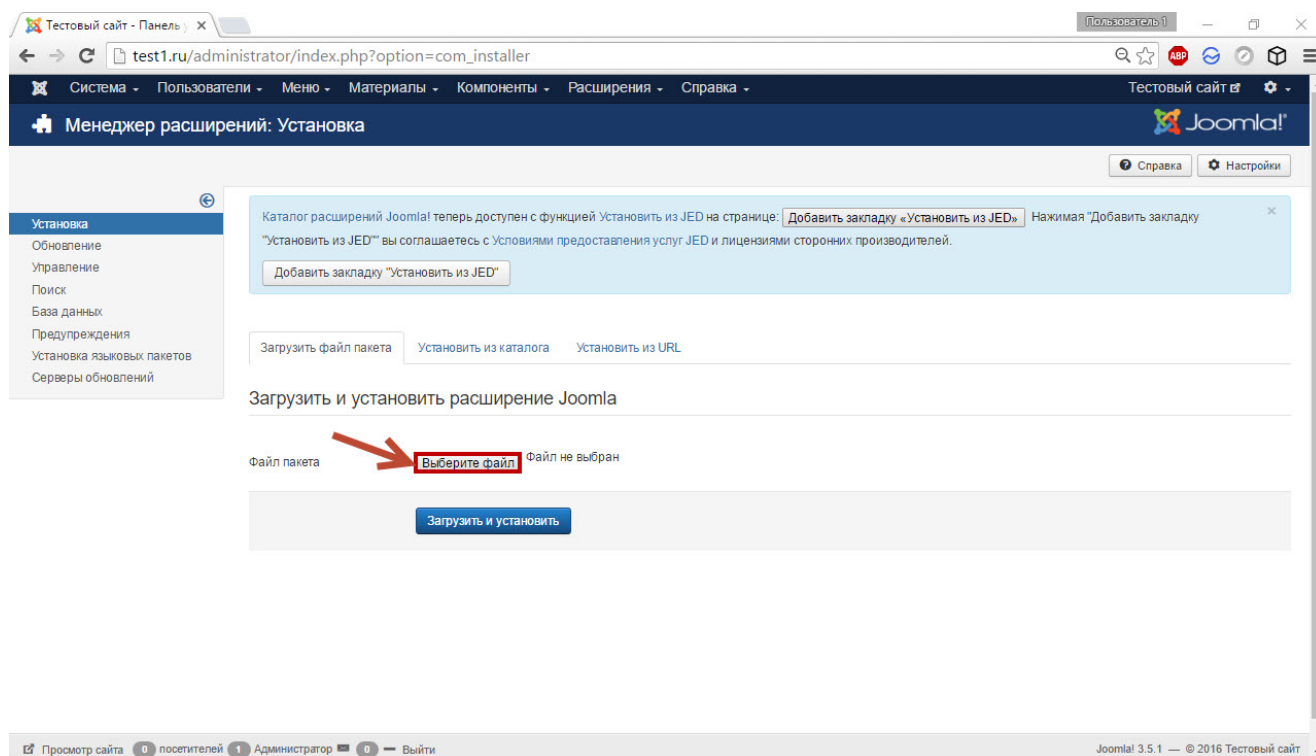 Тестовый сайт - Панель у
Пользователь 1
test1.ru/administrator/index.php?option=com_installer
ABP
Система Пользователи Меню Материалы Компоненты Расширения Справка Тестовый сайт
Менеджер расширений: Установка
Joomla!
Справка Настройки
Установка
Обновление
Управление
Поиск
База данных
Предупреждения
Установка языковых пакетов
Серверы обновлений
Каталог расширений Joomla! теперь доступен с функцией Установить из JED на странице: Добавить закладку «Установить из JED» Нажимая "Добавить закладку
"Установить из JED"" вы соглашаетесь с Условиями предоставления услуг JED и лицензиями сторонних производителей.
Добавить закладку "Установить из JED"
Загрузить файл пакета Установить из каталога Установить из URL
Загрузить и установить расширение Joomla
Файл пакета Выберите файл Файл не выбран
Загрузить и установить
Просмотр сайта 0 посетителей 1 Администратор 0 — Выйти
Joomla! 3.5.1 — © 2016 Тестовый сайт